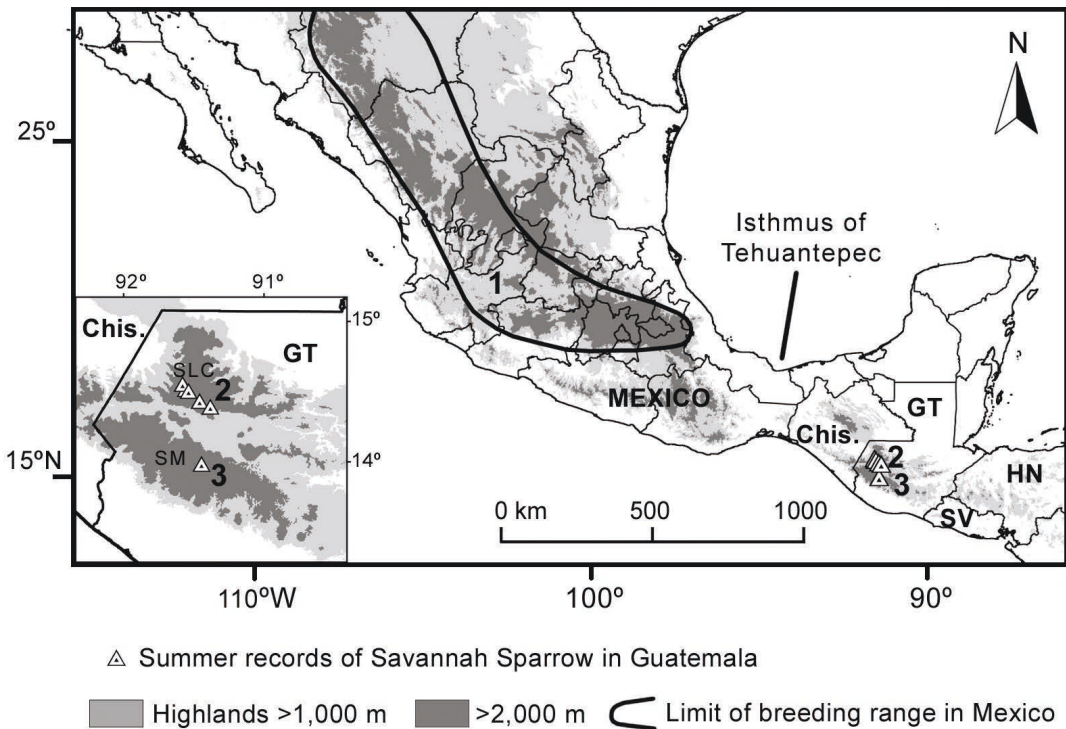 N
25º
Isthmus of
Tehuantepec
1
92º
91º
15º
Chis.
GT
SLC
2
SM
3
14º
MEXICO
GT
Chis.
2
3
HN
SV
15ºN
0 km
500
1000
110ºW
100º
90º
Summer records of Savannah Sparrow in Guatemala
Highlands >1,000 m
>2,000 m
Limit of breeding range in Mexico